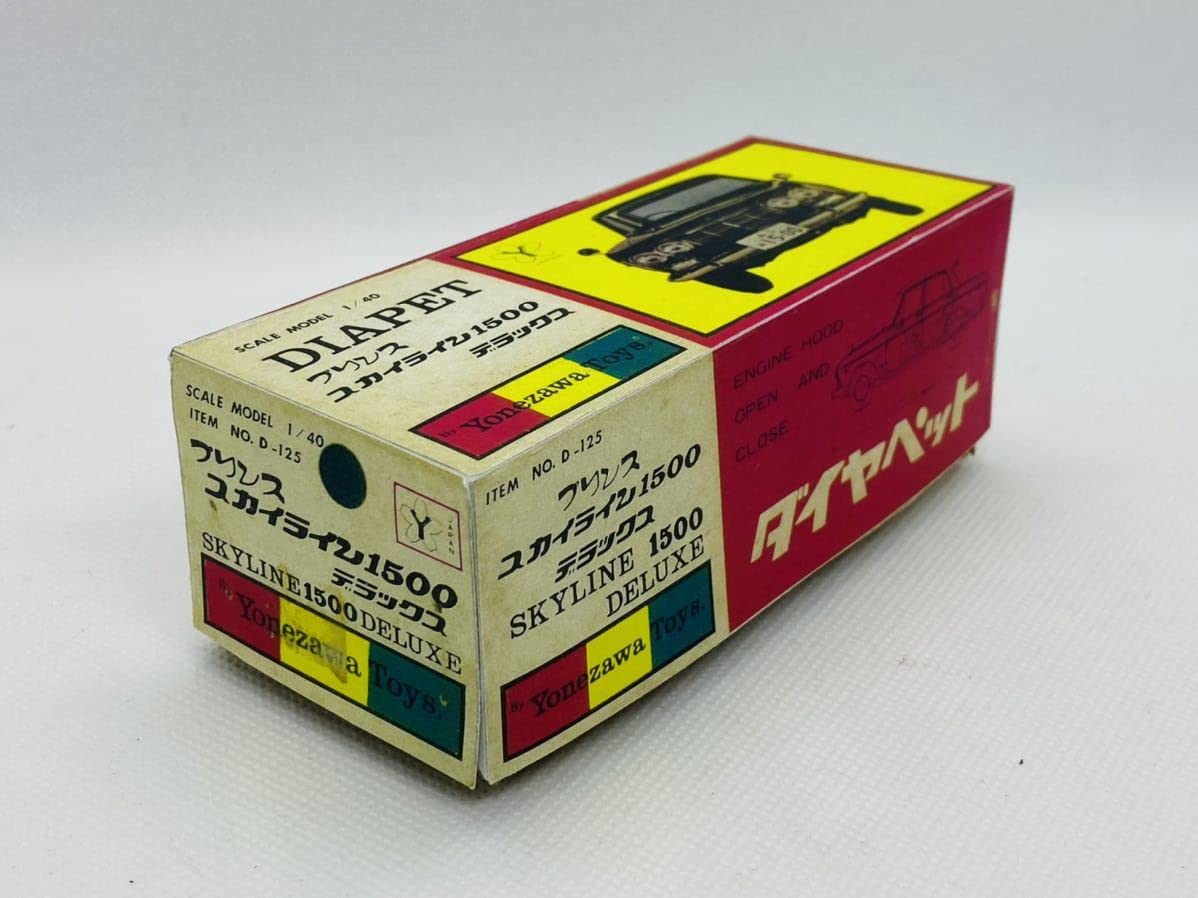 SCALE MODEL 1/40
DIAPET
プリンス
スカイライン1500
デラックス
By Yonezawa Toys.
1500
SCALE MODEL 1/40
ITEM NO. D-125
プリンス
スカイライン1500
デラックス
SKYLINE 1500 DELUXE
By Yonezawa Toys.
Y
JAPAN
ITEM NO. D-125
プリンス
スカイライン1500
デラックス
SKYLINE 1500
DELUXE
By Yonezawa Toys.
ENGINE HOOD
OPEN AND
CLOSE
ダイヤペット